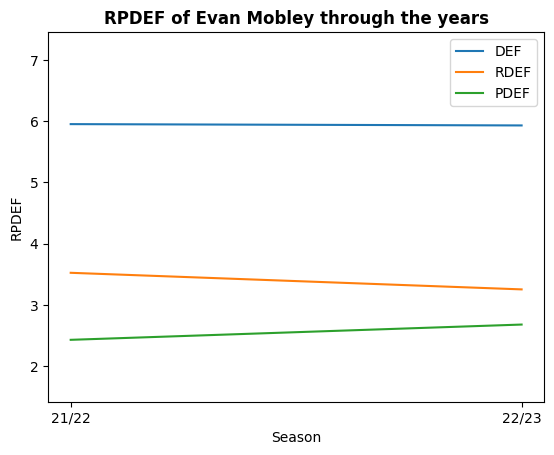 RPDEF of Evan Mobley through the years
DEF
RDEF
PDEF
7
6
5
4
3
2
RPDEF
21/22
22/23
Season